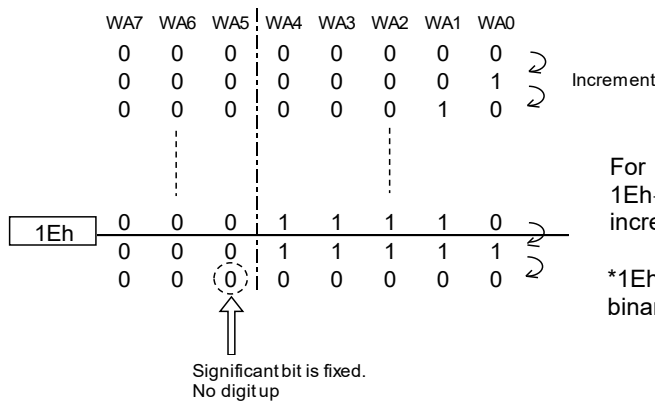 WA7 WA6 WA5 WA4 WA3 WA2 WA1 WA0
0 0 0 0 0 0 0 0
0 0 0 0 0 0 0 1
Increment
0 0 0 0 0 0 1 0
For
1Eh-
1Eh 0 0 0 1 1 1 1 0
incre
0 0 0 1 1 1 1 1
0 0 0 0 0 0 0 0
*1Eh
binar
Significant bit is fixed.
No digit up